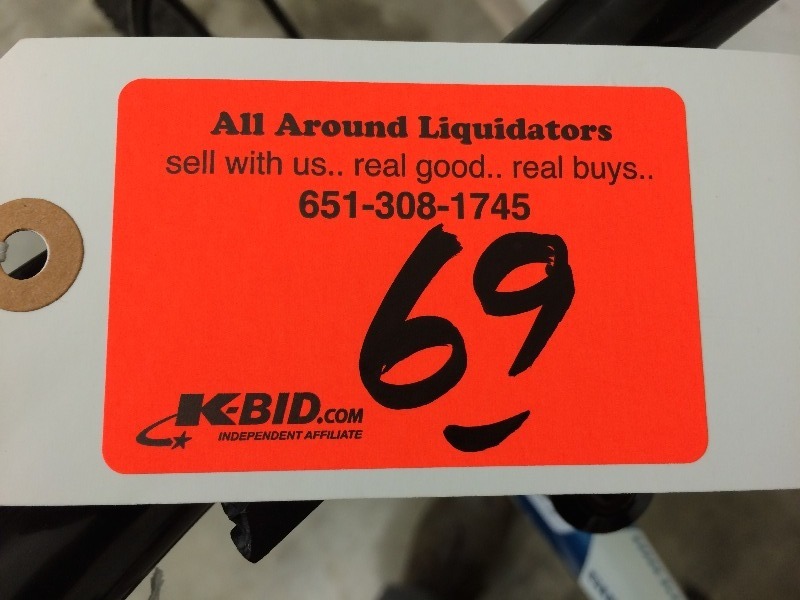 All Around Liquidators
sell with us.. real good.. real buys..
651-308-1745
69
K-BID.COM
INDEPENDENT AFFILIATE